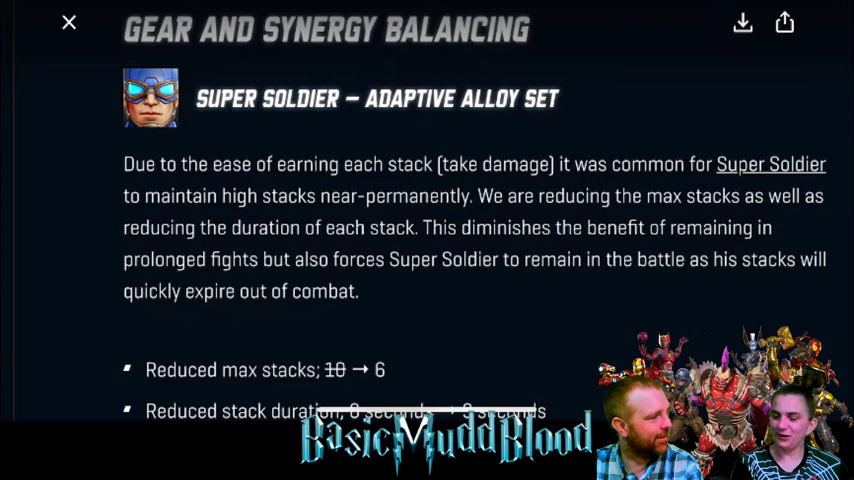 GEAR AND SYNERGY BALANCING
SUPER SOLDIER – ADAPTIVE ALLOY SET
Due to the ease of earning each stack (take damage) it was common for Super Soldier
to maintain high stacks near-permanently. We are reducing the max stacks as well as
reducing the duration of each stack. This diminishes the benefit of remaining in
prolonged fights but also forces Super Soldier to remain in the battle as his stacks will
quickly expire out of combat.
Reduced max stacks; 10 → 6
Reduced stack duration; seconds → seconds
BasicMuddBlood